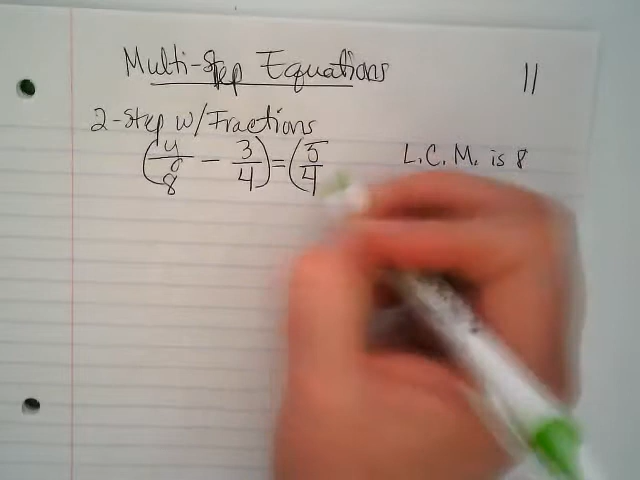 Multi-Step Equations
11
2-Step w/Fractions
(y/8 - 3/4) = (5/4
L.C.M. is 8